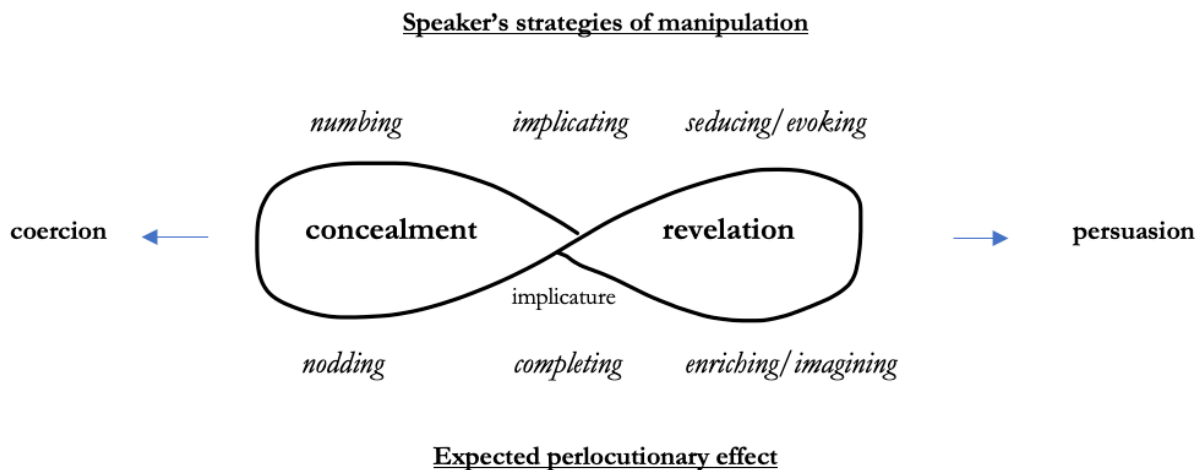 Speaker's strategies of manipulation
numbing implicating seducing/ evoking
coercion concealment revelation persuasion
implicature
nodding completing enriching/ imagining
Expected perlocutionary effect